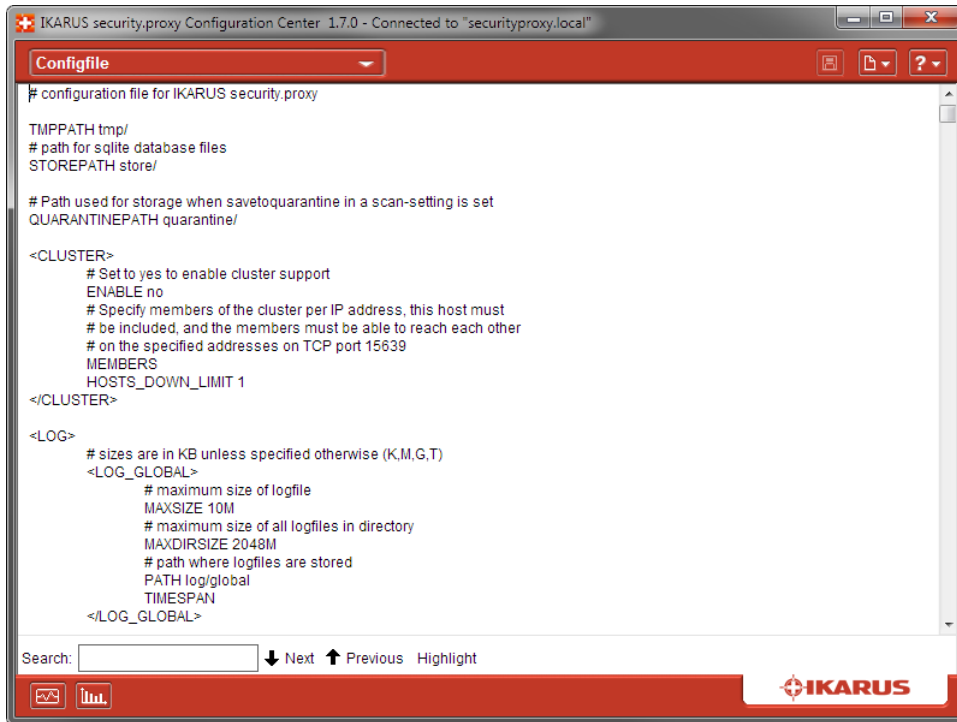 IKARUS security.proxy Configuration Center 1.7.0 - Connected to "securityproxy.local"
Configfile
?
# configuration file for IKARUS security.proxy
TMPPATH tmp/
# path for sqlite database files
STOREPATH store/
# Path used for storage when savetoquarantine in a scan-setting is set
QUARANTINEPATH quarantine/
<CLUSTER>
# Set to yes to enable cluster support
ENABLE no
# Specify members of the cluster per IP address, this host must
# be included, and the members must be able to reach each other
# on the specified addresses on TCP port 15639
MEMBERS
HOSTS_DOWN_LIMIT 1
</CLUSTER>
<LOG>
# sizes are in KB unless specified otherwise (K,M,G,T)
<LOG_GLOBAL>
# maximum size of logfile
MAXSIZE 10M
# maximum size of all logfiles in directory
MAXDIRSIZE 2048M
# path where logfiles are stored
PATH log/global
TIMESPAN
</LOG_GLOBAL>
Search: Next Previous Highlight
IKARUS